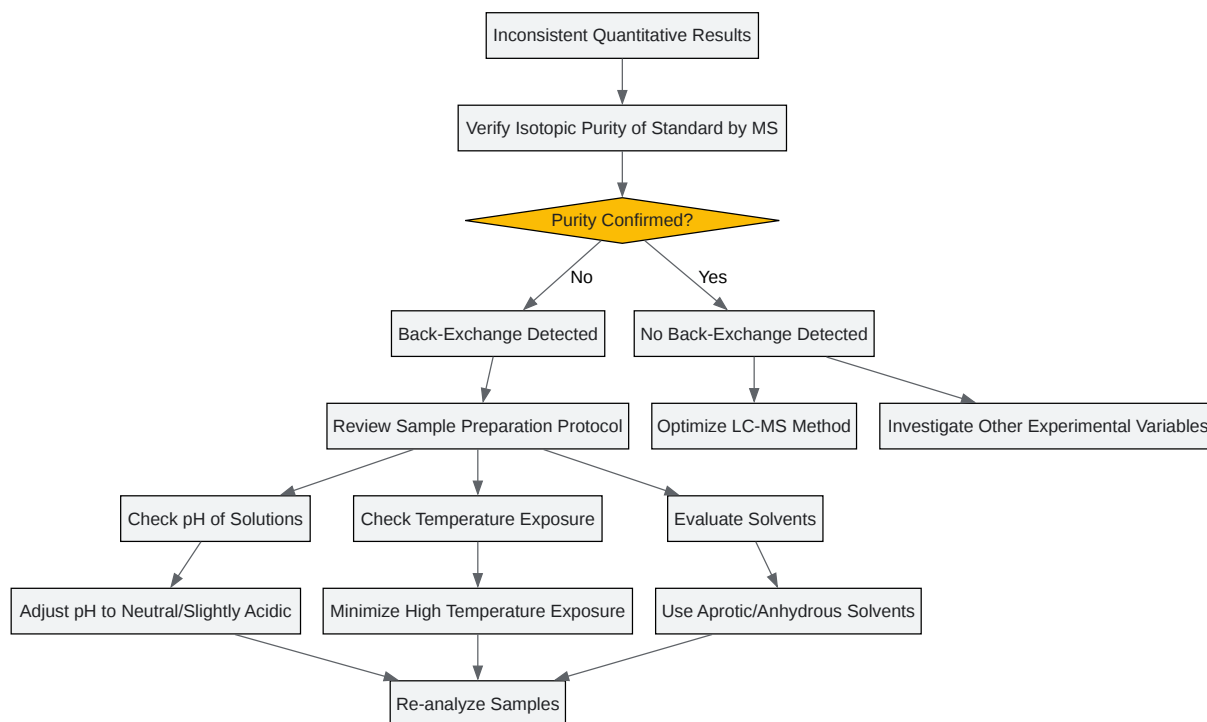 Inconsistent Quantitative Results
Verify Isotopic Purity of Standard by MS
Purity Confirmed?
No
Yes
Back-Exchange Detected
No Back-Exchange Detected
Review Sample Preparation Protocol
Optimize LC-MS Method
Investigate Other Experimental Variables
Check pH of Solutions
Check Temperature Exposure
Evaluate Solvents
Adjust pH to Neutral/Slightly Acidic
Minimize High Temperature Exposure
Use Aprotic/Anhydrous Solvents
Re-analyze Samples